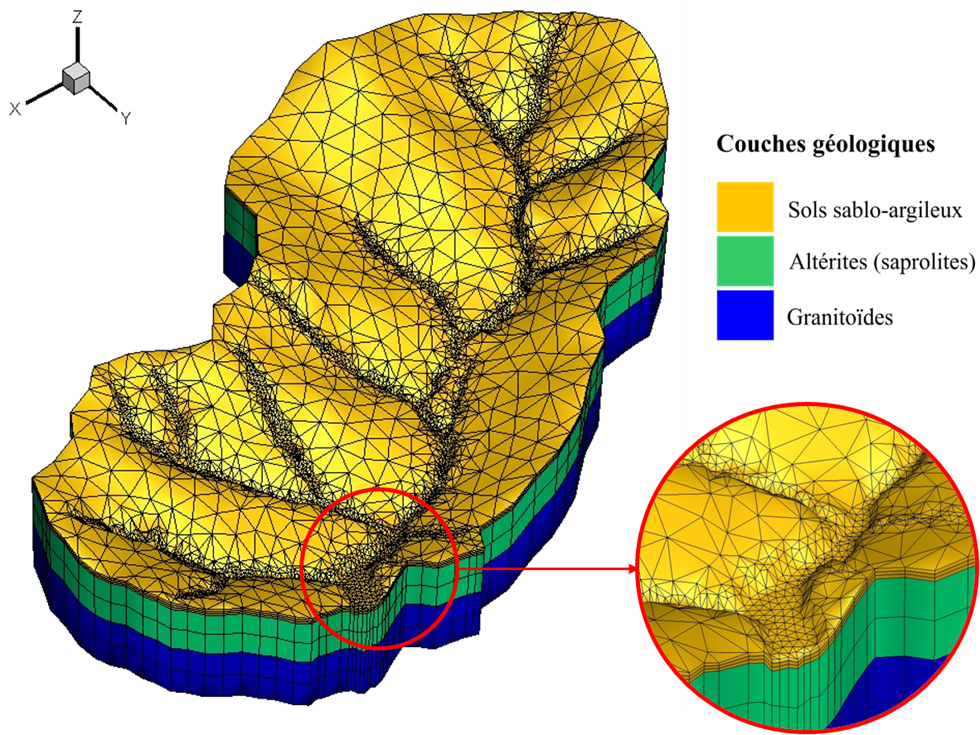 Z
X
Y
Couches géologiques
Sols sablo-argileux
Altérites (saprolites)
Granitoïdes